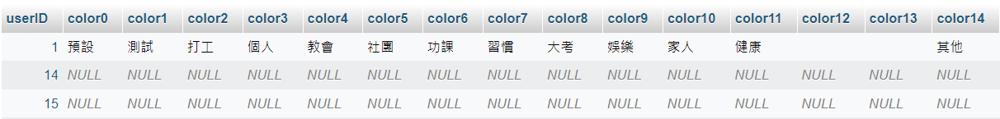 userID color0 color1 color2 color3 color4 color5 color6 color7 color8 color9 color10 color11 color12 color13 color14
1 預設 測試 打工 個人 教會 社團 功課 習慣 大考 娛樂 家人 健康 其他
14 NULL NULL NULL NULL NULL NULL NULL NULL NULL NULL NULL NULL NULL NULL NULL
15 NULL NULL NULL NULL NULL NULL NULL NULL NULL NULL NULL NULL NULL NULL NULL